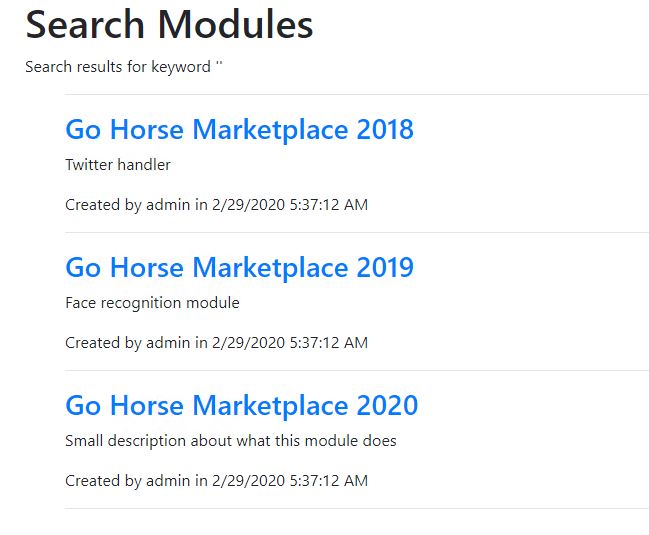 Search Modules
Search results for keyword ''
Go Horse Marketplace 2018
Twitter handler
Created by admin in 2/29/2020 5:37:12 AM
Go Horse Marketplace 2019
Face recognition module
Created by admin in 2/29/2020 5:37:12 AM
Go Horse Marketplace 2020
Small description about what this module does
Created by admin in 2/29/2020 5:37:12 AM